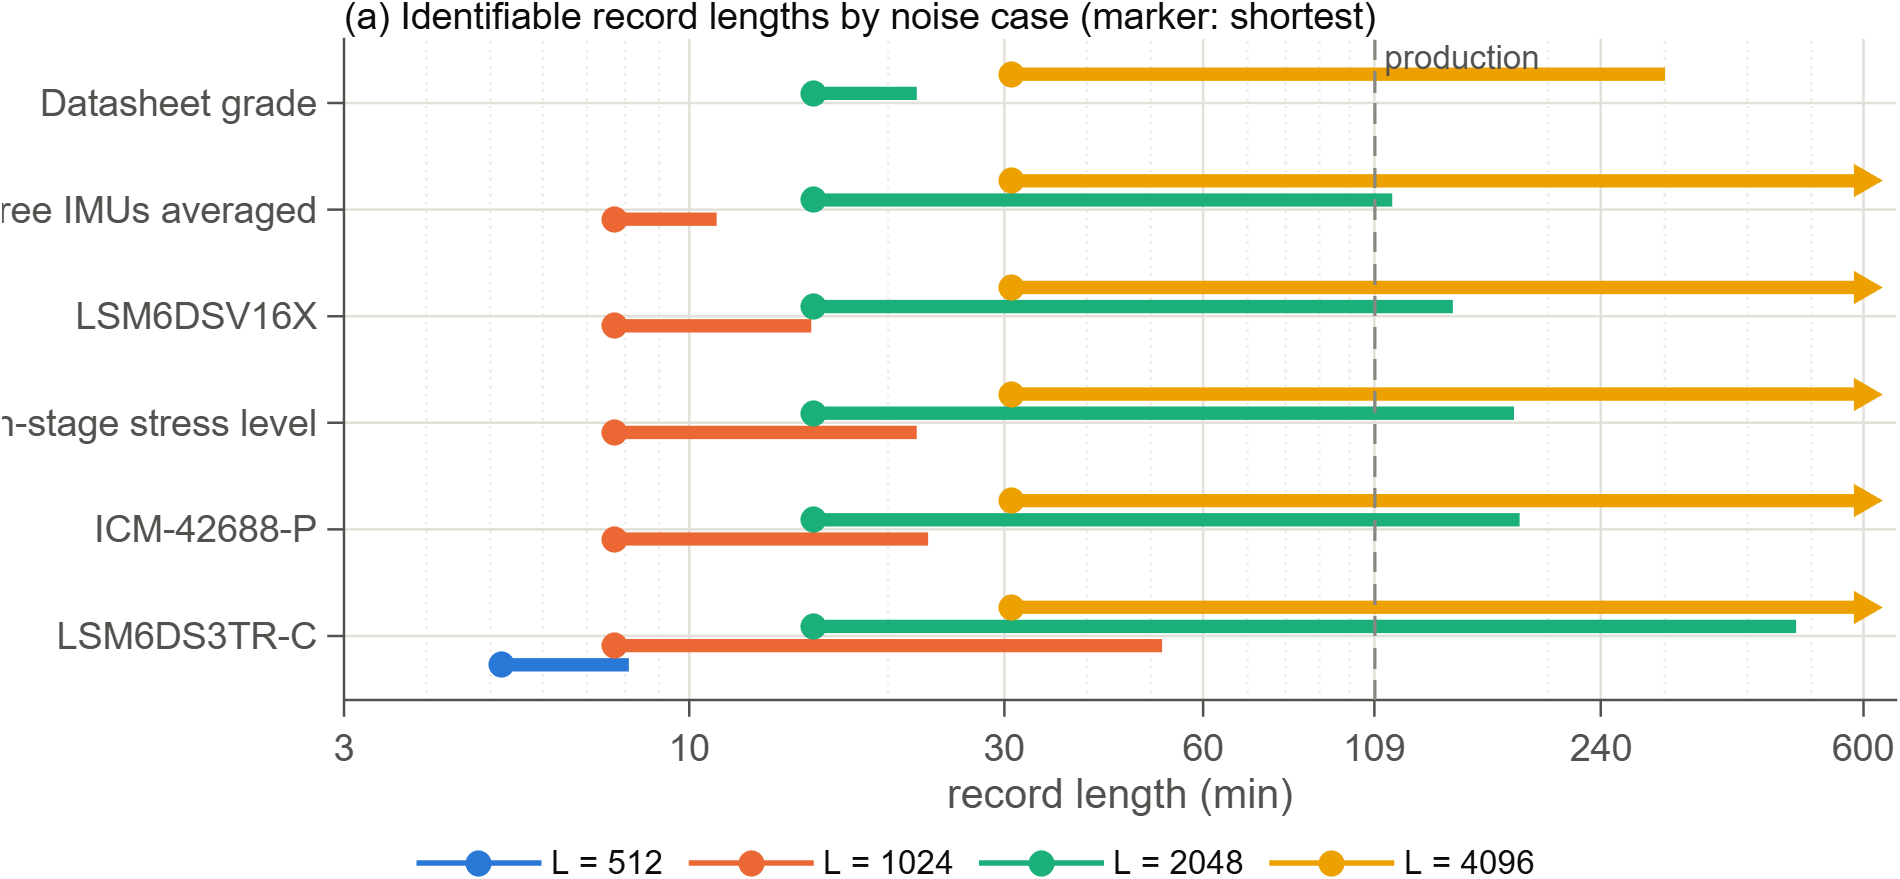 (a) Identifiable record lengths by noise case (marker: shortest)
production
Datasheet grade
ree IMUs averaged
LSM6DSV16X
n-stage stress level
ICM-42688-P
LSM6DS3TR-C
3 10 30 60 109 240 600
record length (min)
L = 512 L = 1024 L = 2048 L = 4096